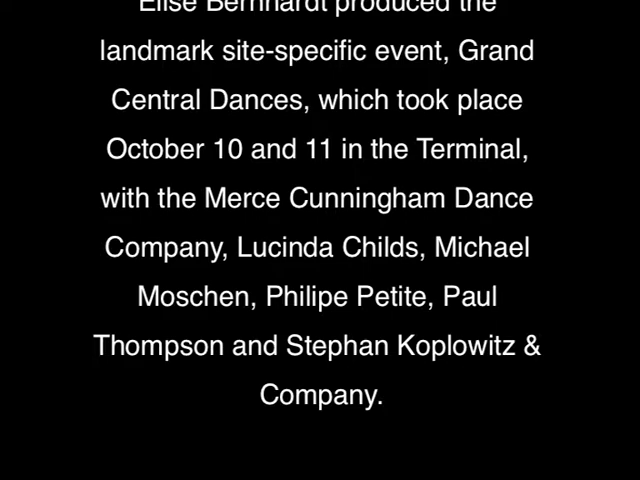 Elise Bernhardt produced the
landmark site-specific event, Grand
Central Dances, which took place
October 10 and 11 in the Terminal,
with the Merce Cunningham Dance
Company, Lucinda Childs, Michael
Moschen, Philipe Petite, Paul
Thompson and Stephan Koplowitz &
Company.